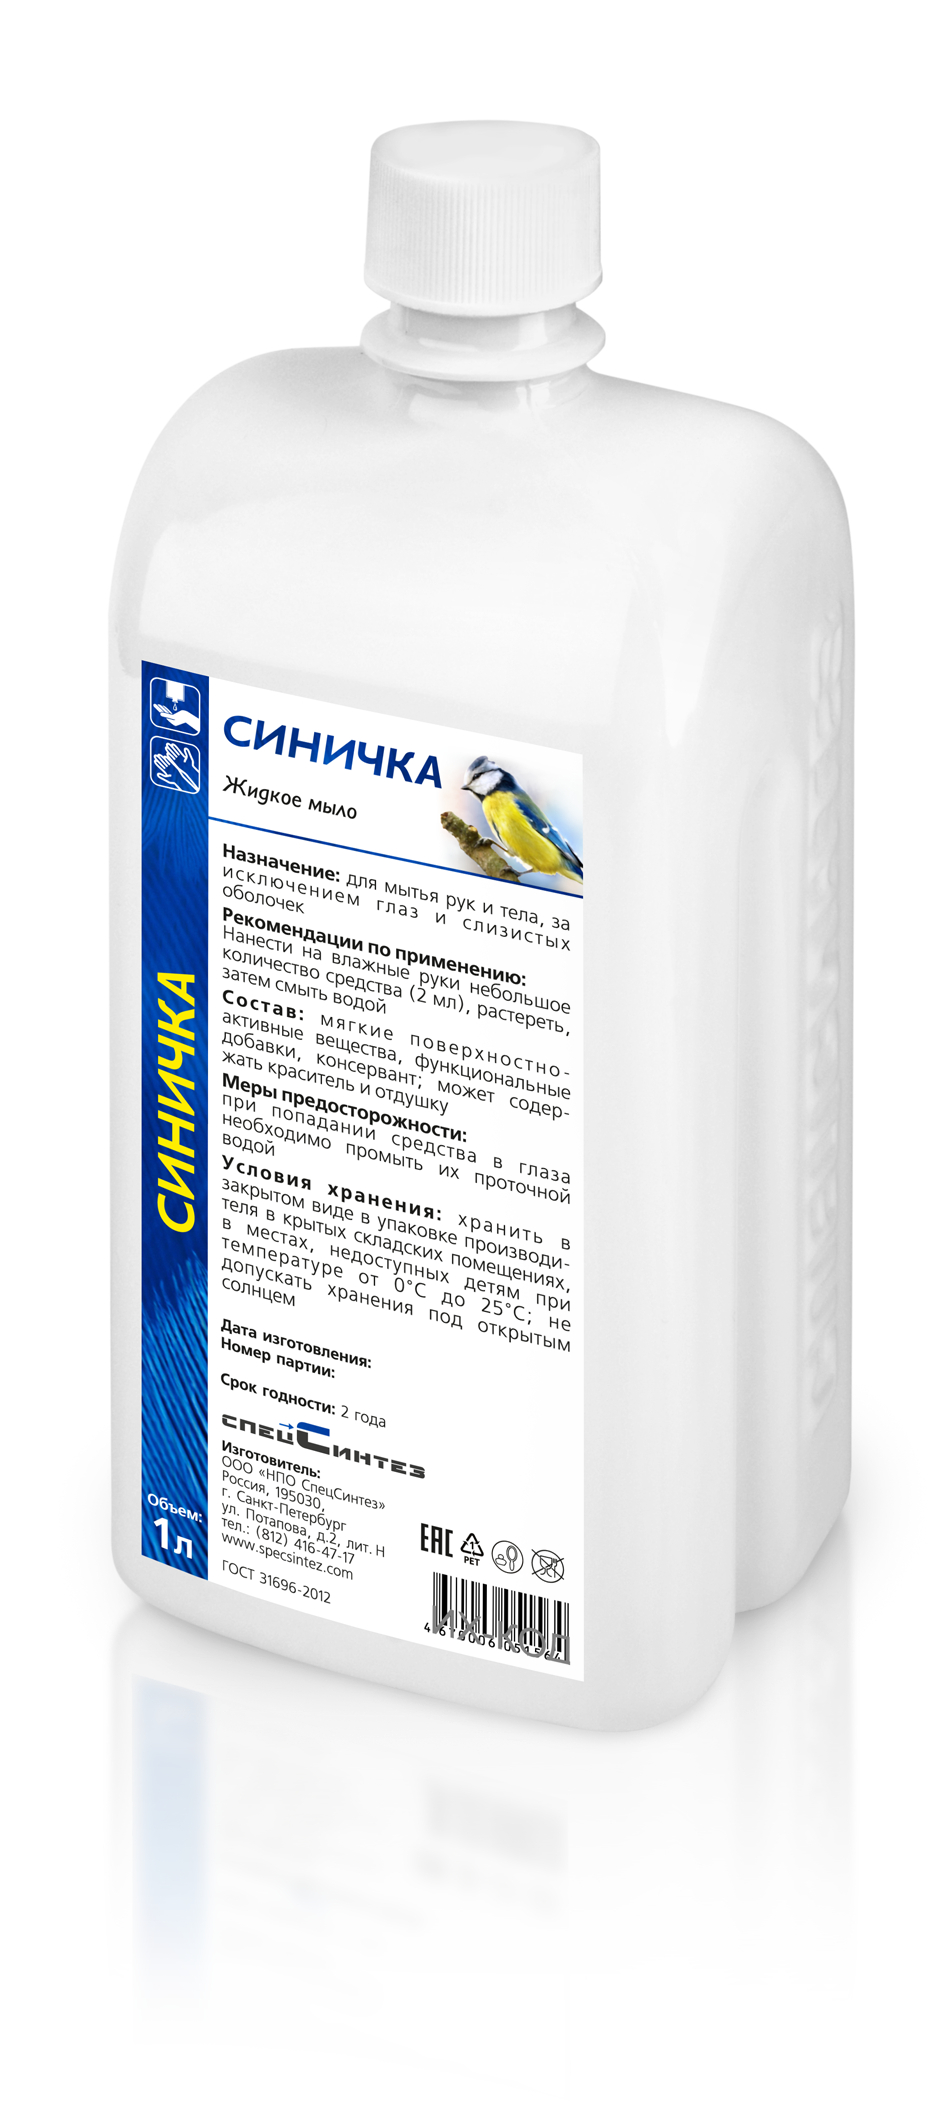 СИНИЧКА
Жидкое мыло
Назначение: для мытья рук и тела, за
исключением глаз и слизистых
оболочек
Рекомендации по применению:
Нанести на влажные руки небольшое
количество средства (2 мл), растереть,
затем смыть водой
Состав: мягкие поверхностно-
активные вещества, функциональные
добавки, консервант; может содер-
жать краситель и отдушку
Меры предосторожности:
при попадании средства в глаза
необходимо промыть их проточной
водой
Условия хранения: хранить в
закрытом виде в упаковке производи-
теля в крытых складских помещениях,
в местах, недоступных детям при
температуре от 0°С до 25°С; не
допускать хранения под открытым
солнцем
Дата изготовления:
Номер партии:
Срок годности: 2 года
СПЕЦСИНТЕЗ
Изготовитель:
ООО «НПО СпецСинтез»
Россия, 195030,
г. Санкт-Петербург
ул. Потапова, д.2, лит. Н
тел.: (812) 416-47-17
www.specsintez.com
ГОСТ 31696-2012
EAC
1
PET
ИХ-КОД
СИНИЧКА
Объем:
1л